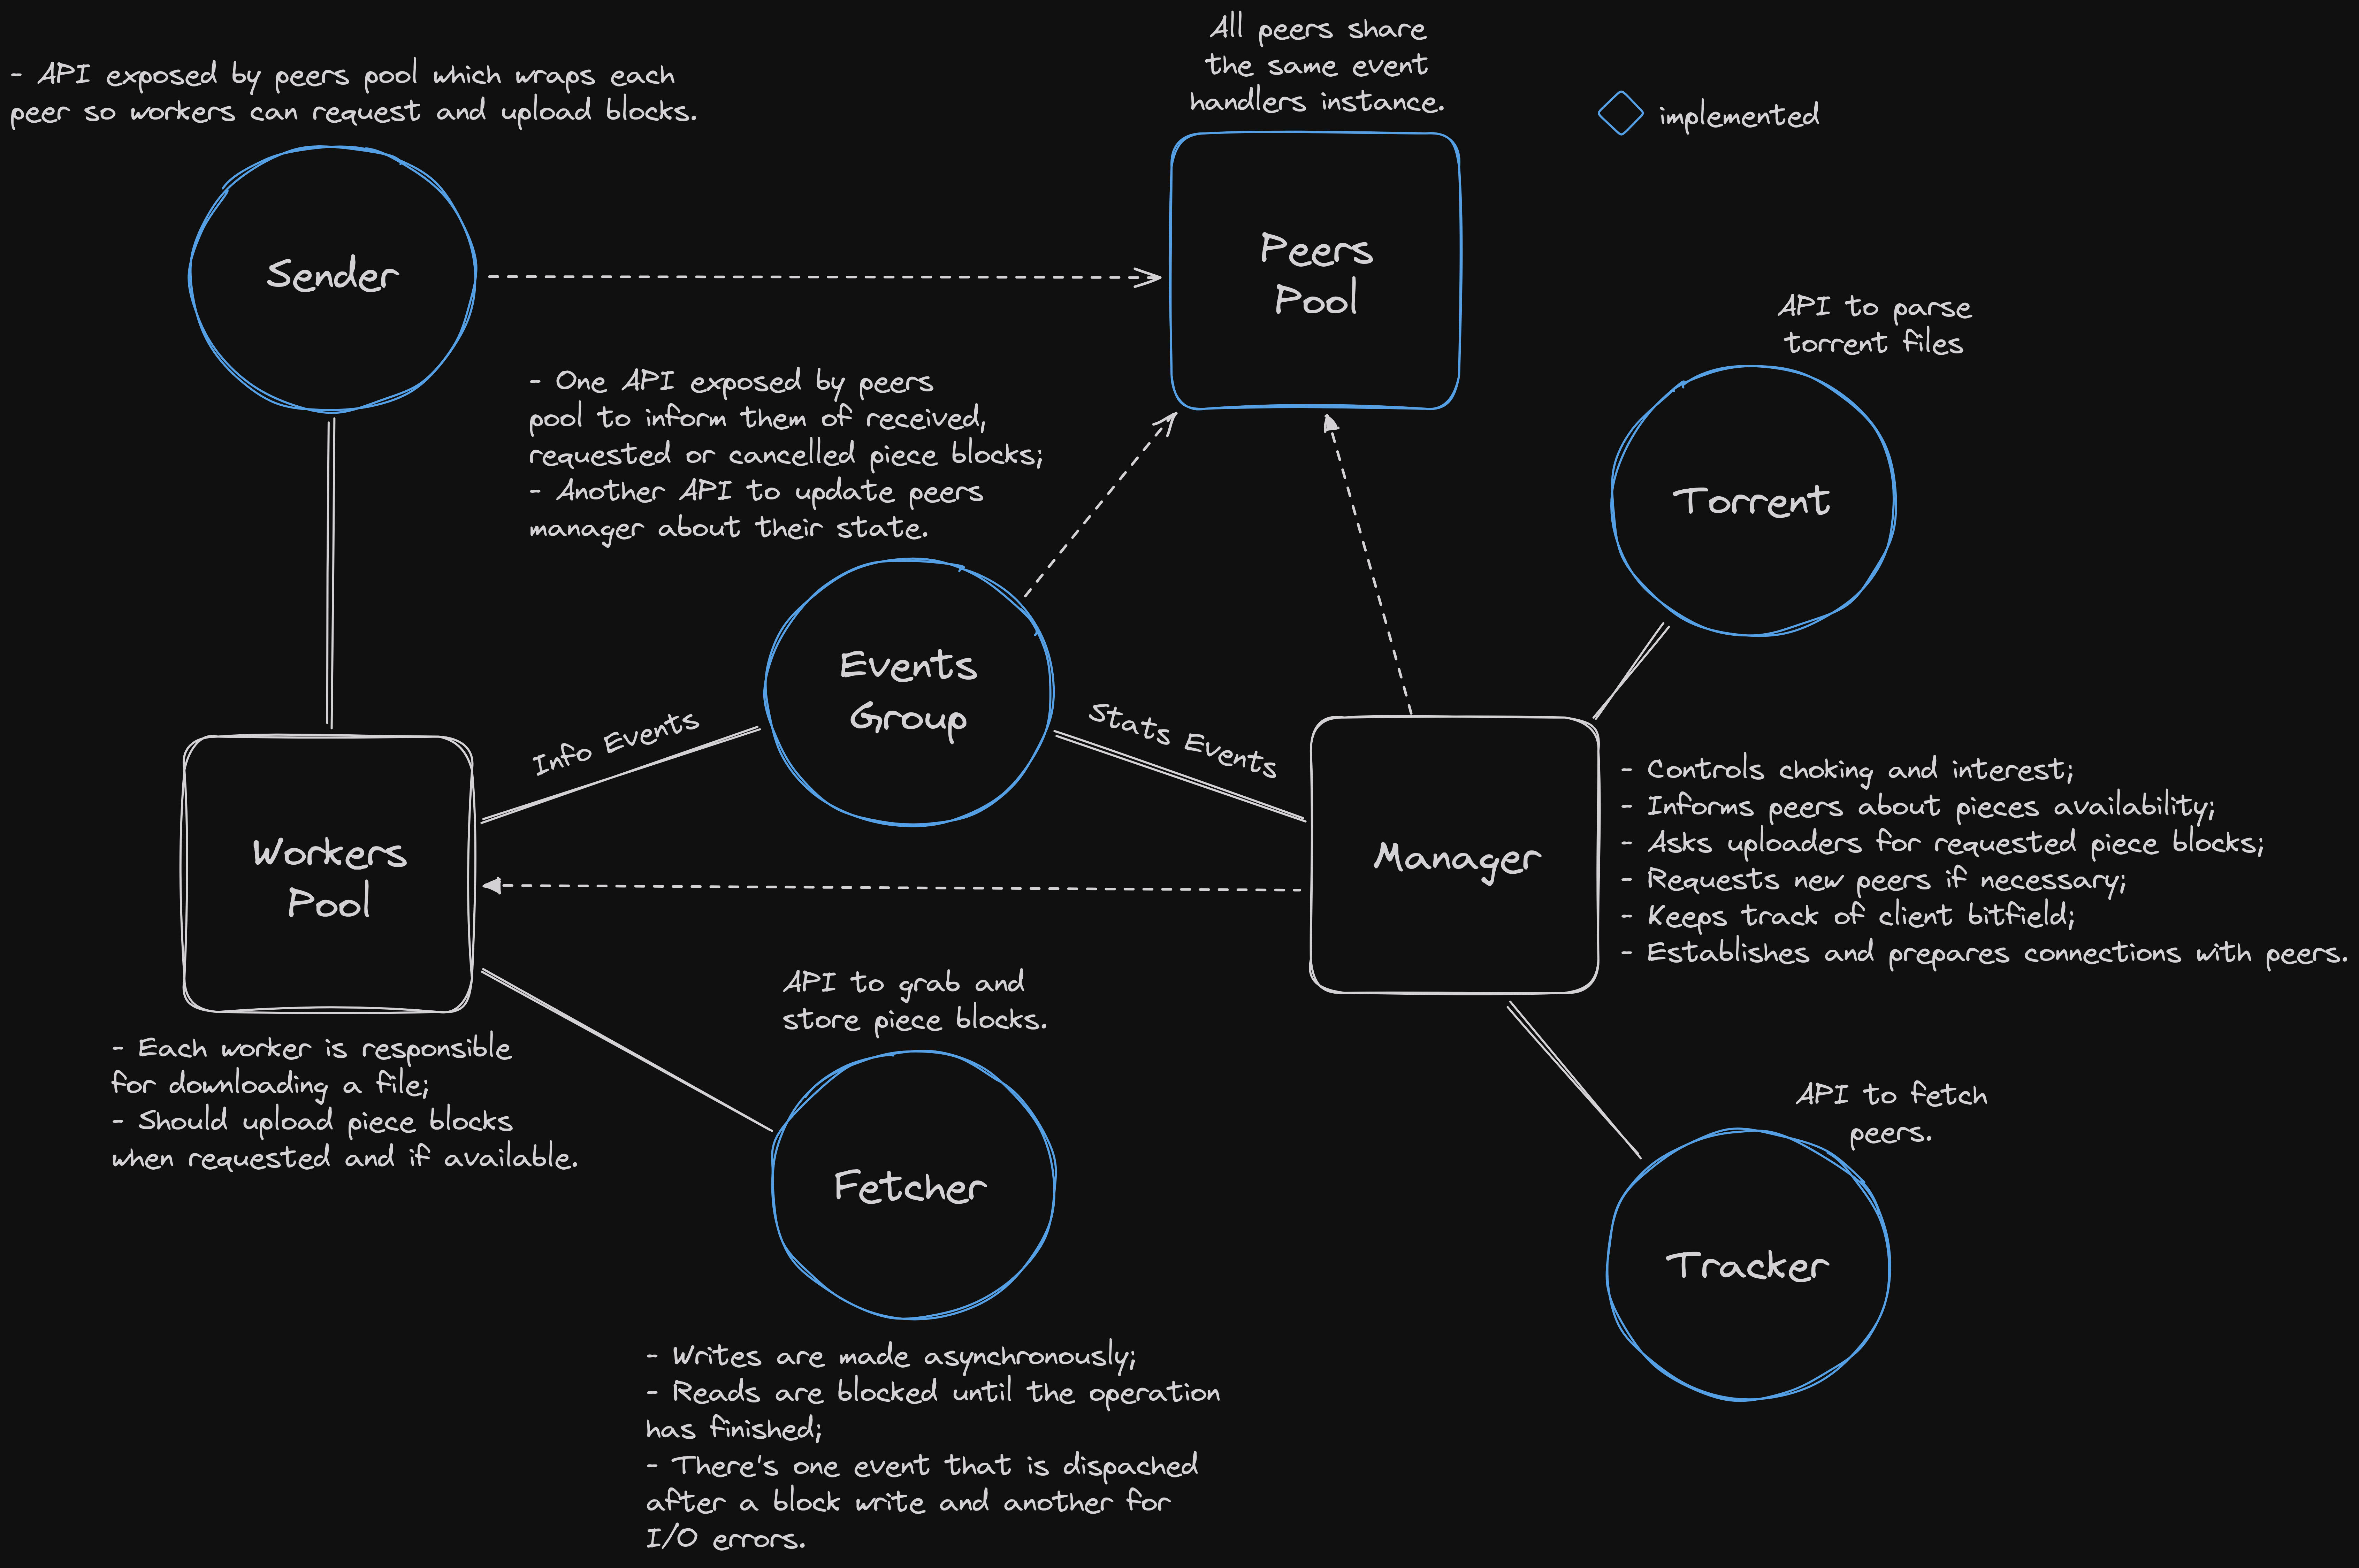 All peers share
the same event
handlers instance.
- API exposed by peers pool which wraps each
peer so workers can request and upload blocks.
implemented
Sender
Peers
Pool
API to parse
torrent files
- One API exposed by peers
pool to inform them of received,
requested or cancelled piece blocks;
- Another API to update peers
manager about their state.
Torrent
Events
Group
Info Events
Stats Events
Workers
Pool
Manager
- Controls choking and interest;
- Informs peers about pieces availability;
- Asks uploaders for requested piece blocks;
- Requests new peers if necessary;
- Keeps track of client bitfield;
- Establishes and prepares connections with peers.
API to grab and
store piece blocks.
- Each worker is responsible
for downloading a file;
- Should upload piece blocks
when requested and if available.
API to fetch
peers.
Fetcher
Tracker
- Writes are made asynchronously;
- Reads are blocked until the operation
has finished;
- There's one event that is dispached
after a block write and another for
I/O errors.